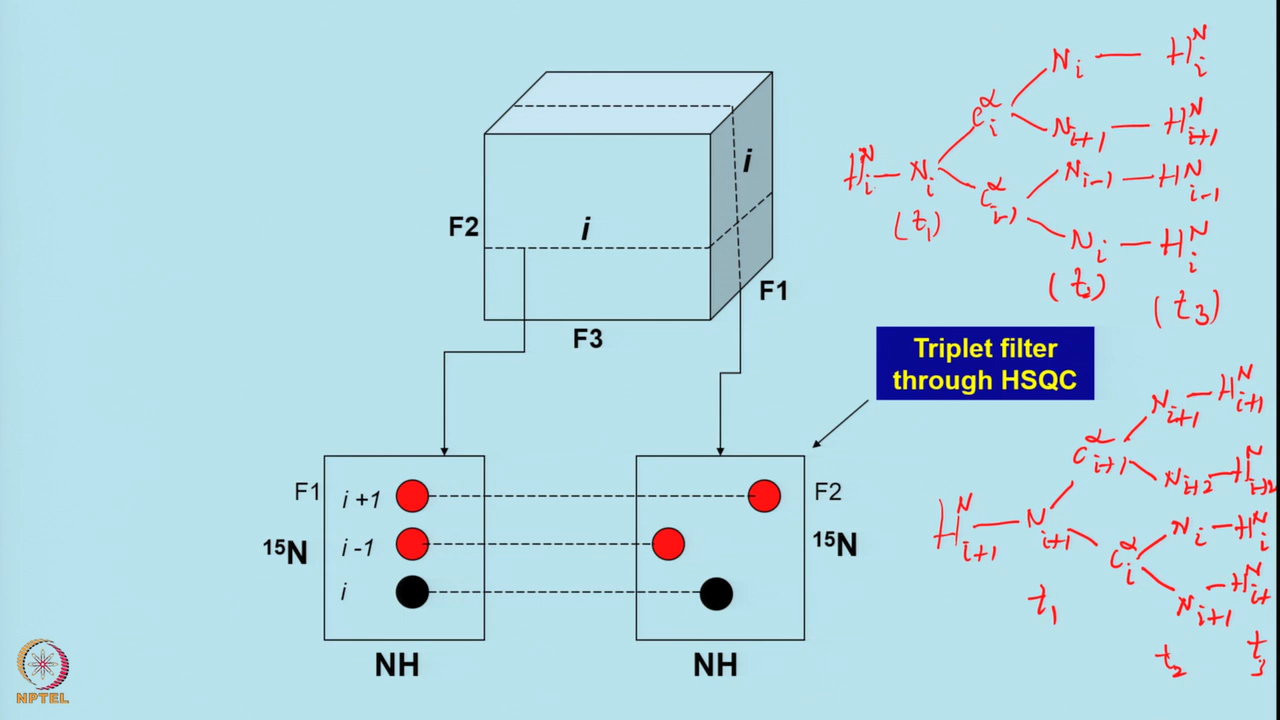 F2
i
i
F1
F3
Triplet filter
through HSQC
F1
i +1
i -1
i
15N
NH
F2
15N
NH
H^N_i — N_i
(t1)
C^α_i
C^α_i-1
N_i — H^N_i
N_i+1 — H^N_i+1
N_i-1 — H^N_i-1
N_i — H^N_i
(t2)
(t3)
H^N_i+1 — N_i+1
t1
C^α_i+1
C^α_i
N_i+1 — H^N_i+1
N_i+2 — H^N_i+2
N_i — H^N_i
N_i+1 — H^N_i+
t2
t3
NPTEL